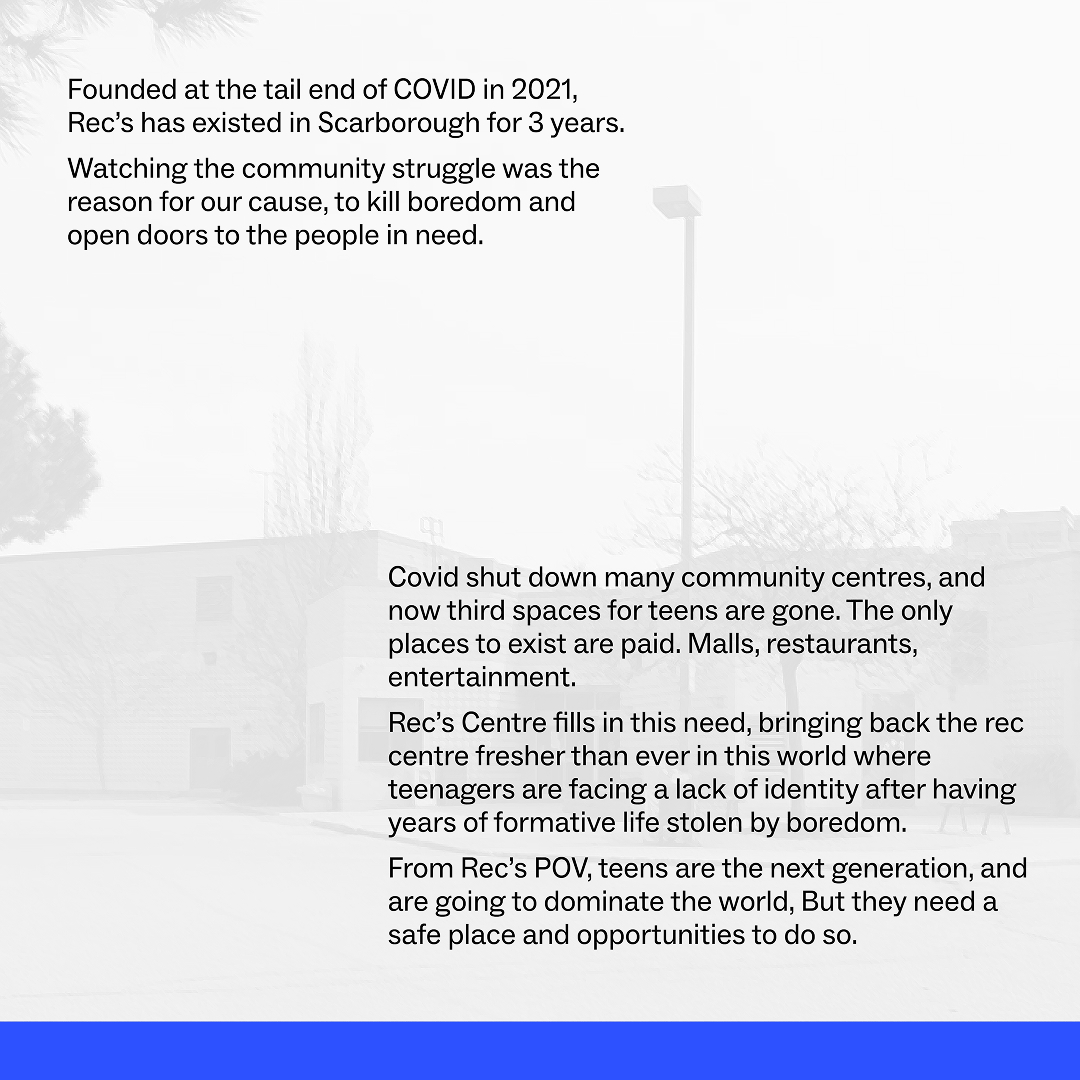 Founded at the tail end of COVID in 2021,
Rec’s has existed in Scarborough for 3 years.
Watching the community struggle was the
reason for our cause, to kill boredom and
open doors to the people in need.
Covid shut down many community centres, and
now third spaces for teens are gone. The only
places to exist are paid. Malls, restaurants,
entertainment.
Rec’s Centre fills in this need, bringing back the rec
centre fresher than ever in this world where
teenagers are facing a lack of identity after having
years of formative life stolen by boredom.
From Rec’s POV, teens are the next generation, and
are going to dominate the world, But they need a
safe place and opportunities to do so.